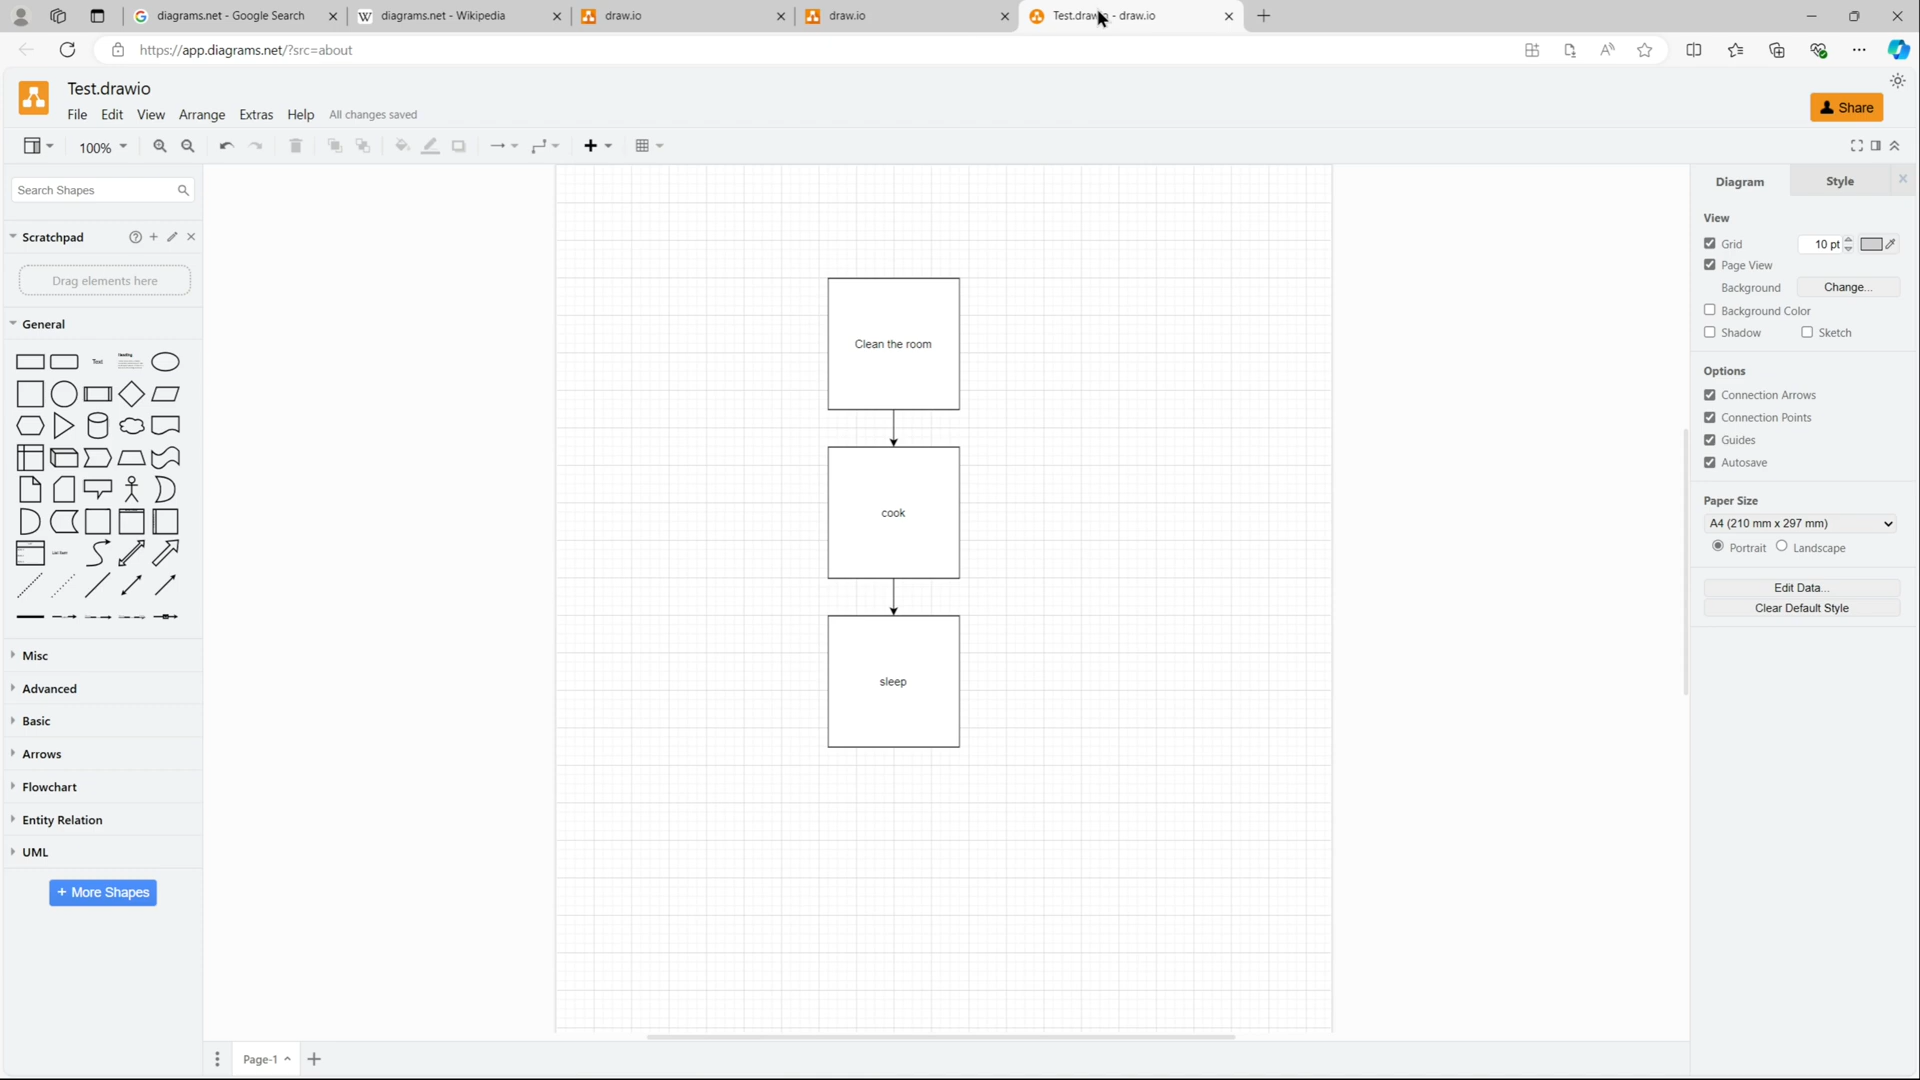 diagrams.net - Google Search
diagrams.net - Wikipedia
draw.io
draw.io
- draw.io
https://app.diagrams.net/?src=about
Test.drawio
File Edit View Arrange Extras Help All changes saved
Share
100%
Search Shapes
Scratchpad
Drag elements here
General
Text
Heading
List Item
Misc
Advanced
Basic
Arrows
Flowchart
Entity Relation
UML
+ More Shapes
Clean the room
cook
sleep
Page-1
Diagram Style
View
Grid 10 pt
Page View
Background Change...
Background Color
Shadow Sketch
Options
Connection Arrows
Connection Points
Guides
Autosave
Paper Size
A4 (210 mm x 297 mm)
Portrait Landscape
Edit Data...
Clear Default Style